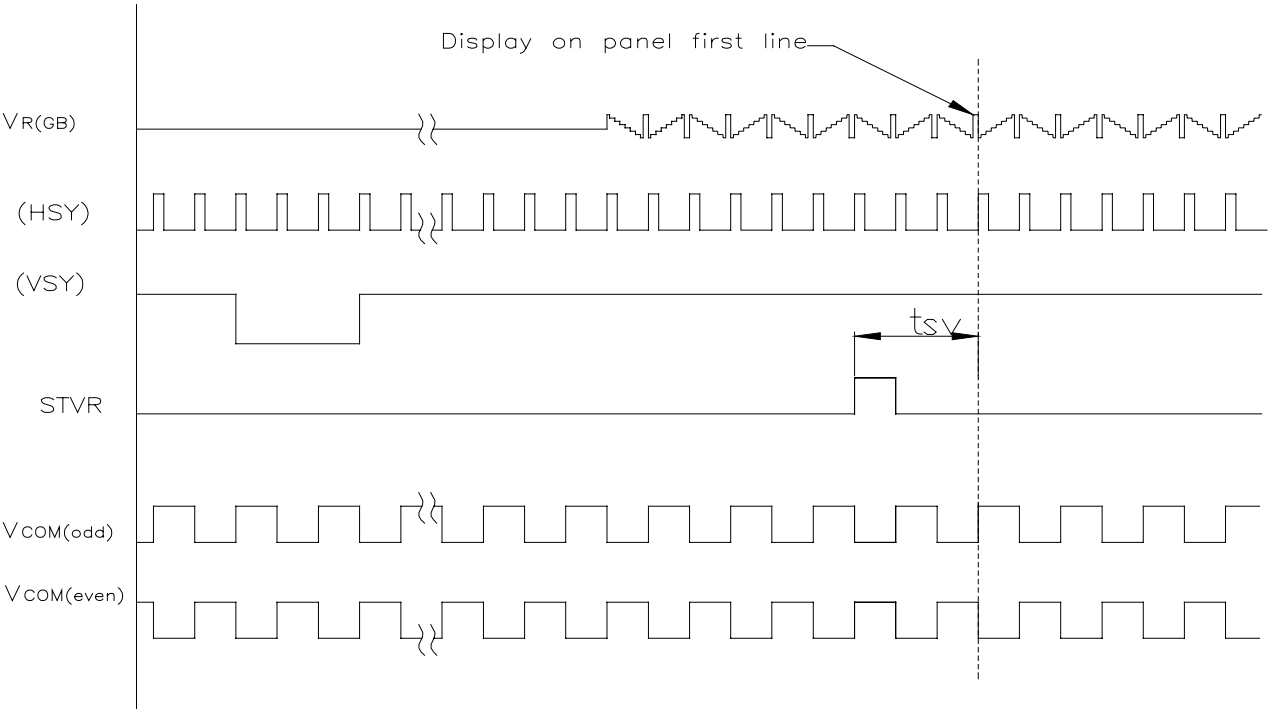 Display on panel first line
VR(GB)
(HSY)
(VSY)
tsv
STVR
VCOM(odd)
VCOM(even)